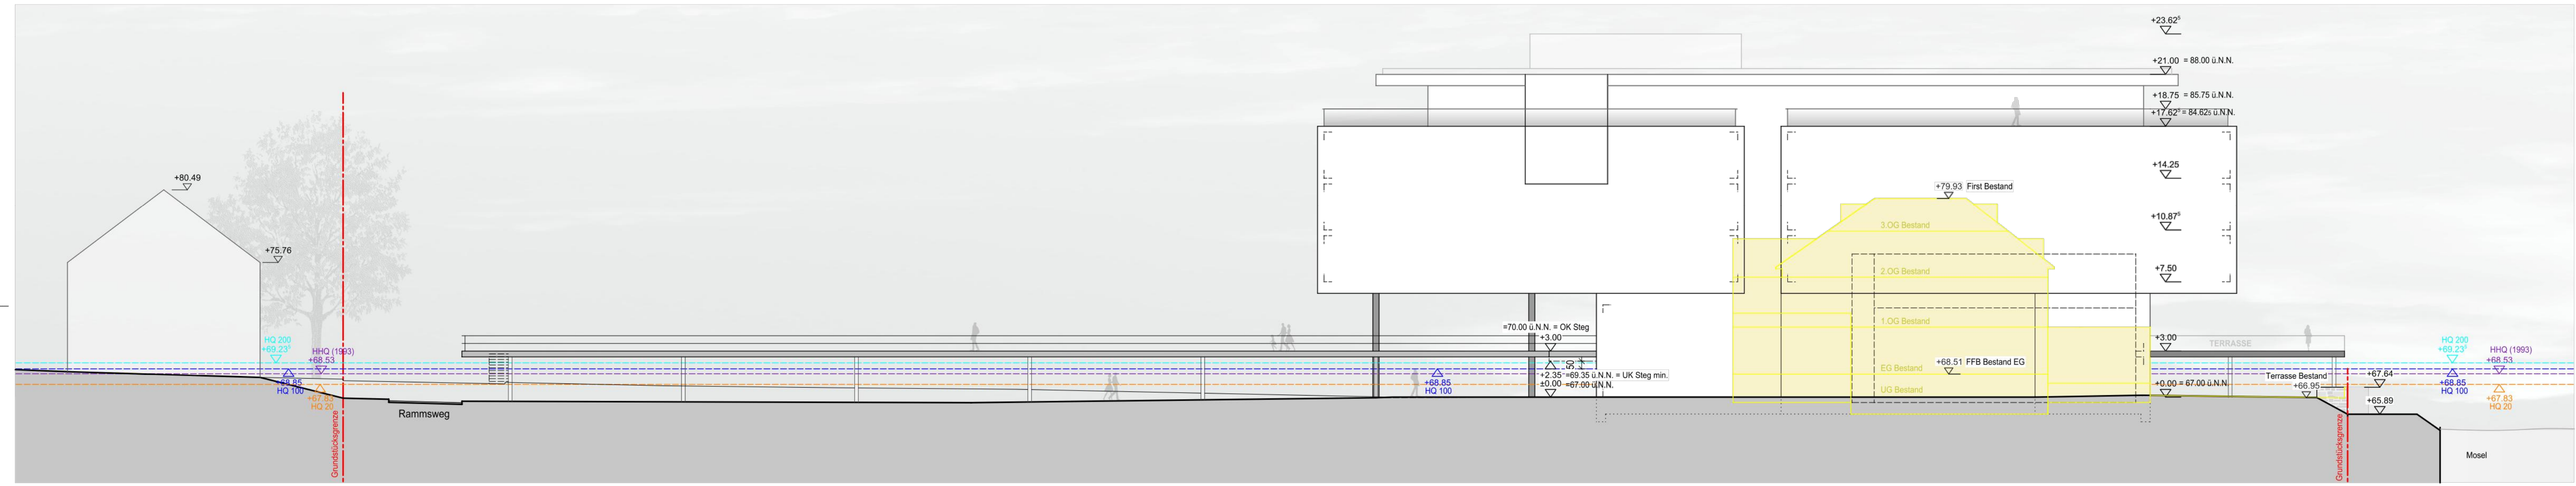 +23.62⁵
+21.00 = 88.00 ü.N.N.
+18.75 = 85.75 ü.N.N.
+17.62⁵ = 84.62₅ ü.N.N.
+14.25
+80.49
+79.93 First Bestand
+10.87⁵
3.OG Bestand
+75.76
+7.50
2.OG Bestand
1.OG Bestand
=70.00 ü.N.N. = OK Steg
+3.00
+3.00
TERRASSE
HQ 200
+69.23⁵
HHQ (1993)
+68.53
+68.85
HQ 100
+67.83
HQ 20
50
+2.35 =69.35 ü.N.N. = UK Steg min.
±0.00 =67.00 ü.N.N.
+68.85
HQ 100
+68.51 FFB Bestand EG
EG Bestand
UG Bestand
+0.00 = 67.00 ü.N.N.
Terrasse Bestand
+66.95
+67.64
+65.89
HQ 200
+69.23⁵
HHQ (1993)
+68.53
+68.85
HQ 100
+67.83
HQ 20
Rammsweg
Grundstücksgrenze
Grundstücksgrenze
Mosel